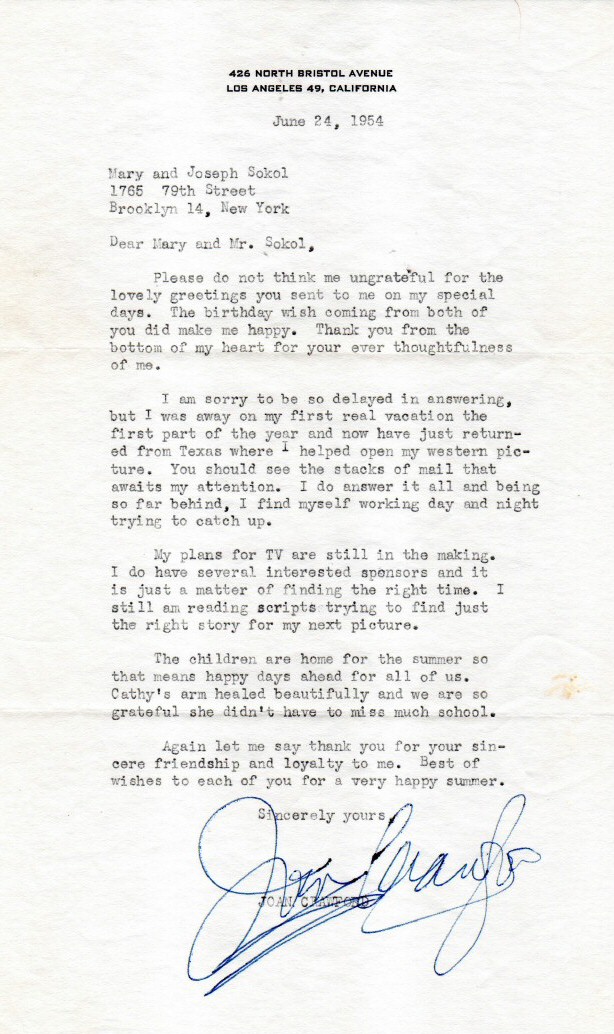 426 NORTH BRISTOL AVENUE
LOS ANGELES 49, CALIFORNIA
June 24, 1954
Mary and Joseph Sokol
1765 79th Street
Brooklyn 14, New York
Dear Mary and Mr. Sokol,
Please do not think me ungrateful for the
lovely greetings you sent to me on my special
days. The birthday wish coming from both of
you did make me happy. Thank you from the
bottom of my heart for your ever thoughtfulness
of me.
I am sorry to be so delayed in answering,
but I was away on my first real vacation the
first part of the year and now have just return-
ed from Texas where I helped open my western pic-
ture. You should see the stacks of mail that
awaits my attention. I do answer it all and being
so far behind, I find myself working day and night
trying to catch up.
My plans for TV are still in the making.
I do have several interested sponsors and it
is just a matter of finding the right time. I
still am reading scripts trying to find just
the right story for my next picture.
The children are home for the summer so
that means happy days ahead for all of us.
Cathy's arm healed beautifully and we are so
grateful she didn't have to miss much school.
Again let me say thank you for your sin-
cere friendship and loyalty to me. Best of
wishes to each of you for a very happy summer.
Sincerely yours,
Joan Crawford
JOAN CRAWFORD